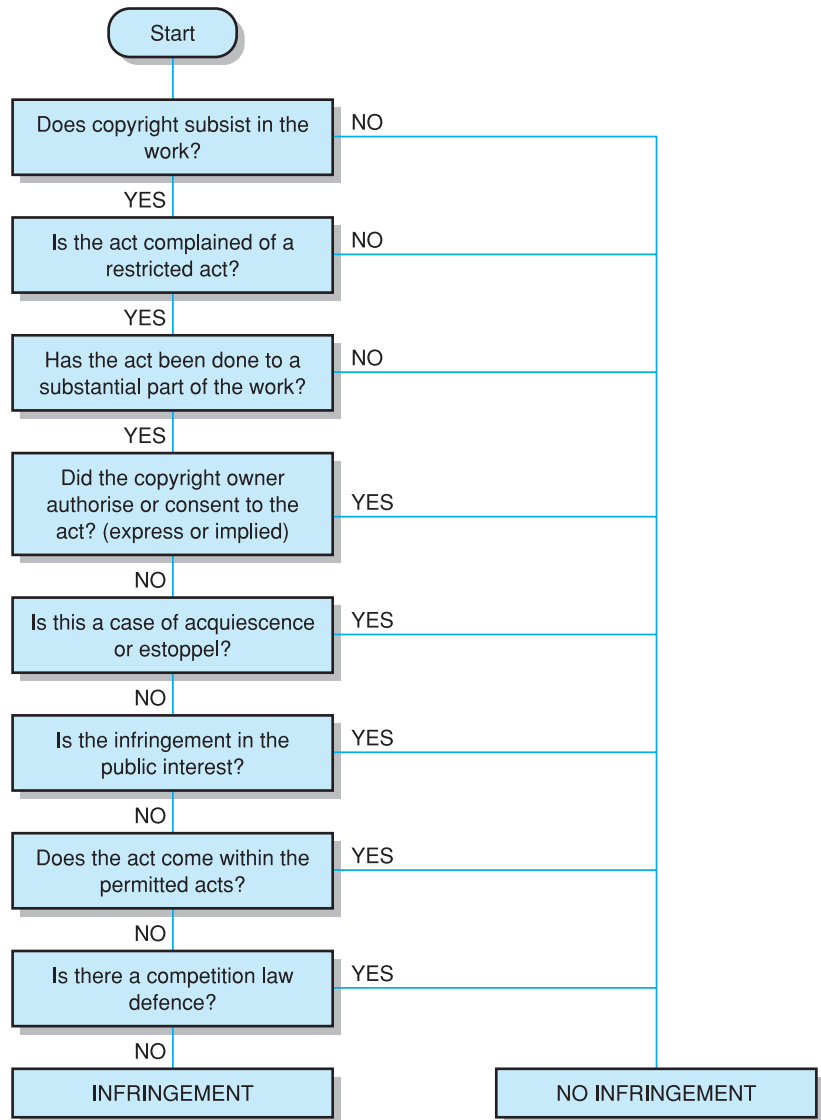 Start
Does copyright subsist in the
work?
NO
YES
Is the act complained of a
restricted act?
NO
YES
Has the act been done to a
substantial part of the work?
NO
YES
Did the copyright owner
authorise or consent to the
act? (express or implied)
YES
NO
Is this a case of acquiescence
or estoppel?
YES
NO
Is the infringement in the
public interest?
YES
NO
Does the act come within the
permitted acts?
YES
NO
Is there a competition law
defence?
YES
NO
INFRINGEMENT
NO INFRINGEMENT